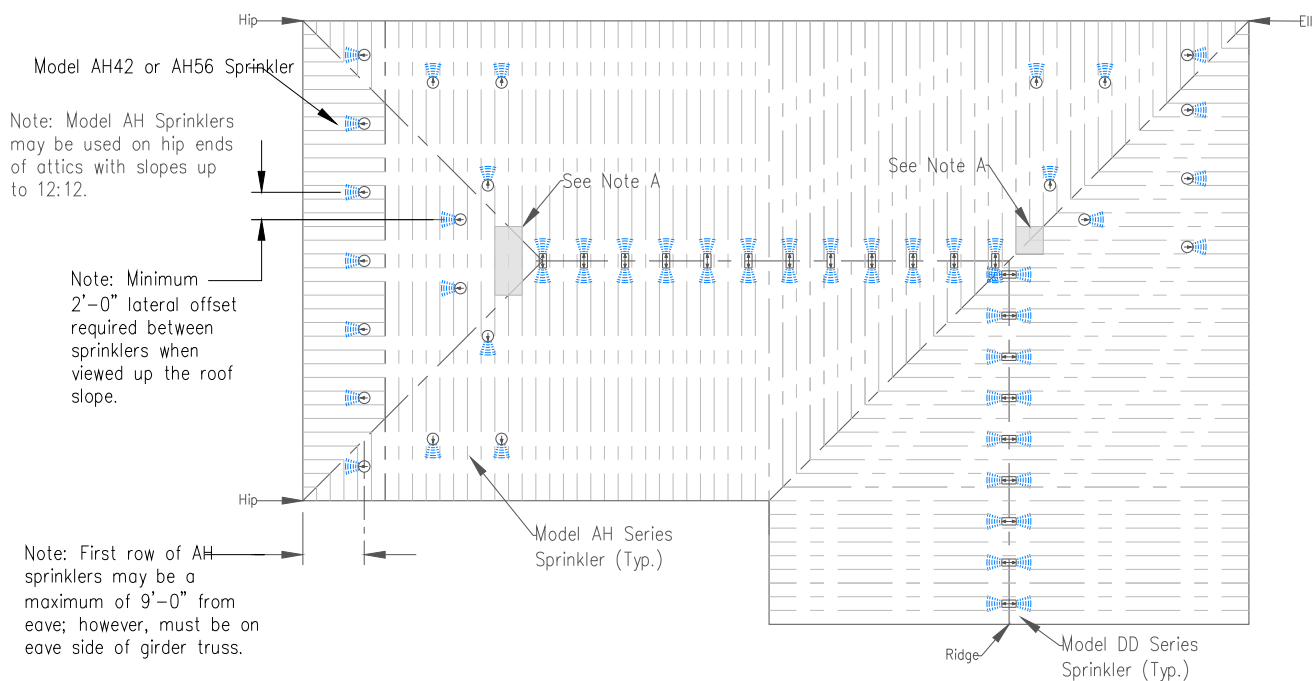 Hip
Ell
Model AH42 or AH56 Sprinkler
Note: Model AH Sprinklers
may be used on hip ends
of attics with slopes up
to 12:12.
See Note A
See Note A
Note: Minimum
2'-0" lateral offset
required between
sprinklers when
viewed up the roof
slope.
Hip
Model AH Series
Sprinkler (Typ.)
Note: First row of AH
sprinklers may be a
maximum of 9'-0" from
eave; however, must be on
eave side of girder truss.
Ridge
Model DD Series
Sprinkler (Typ.)